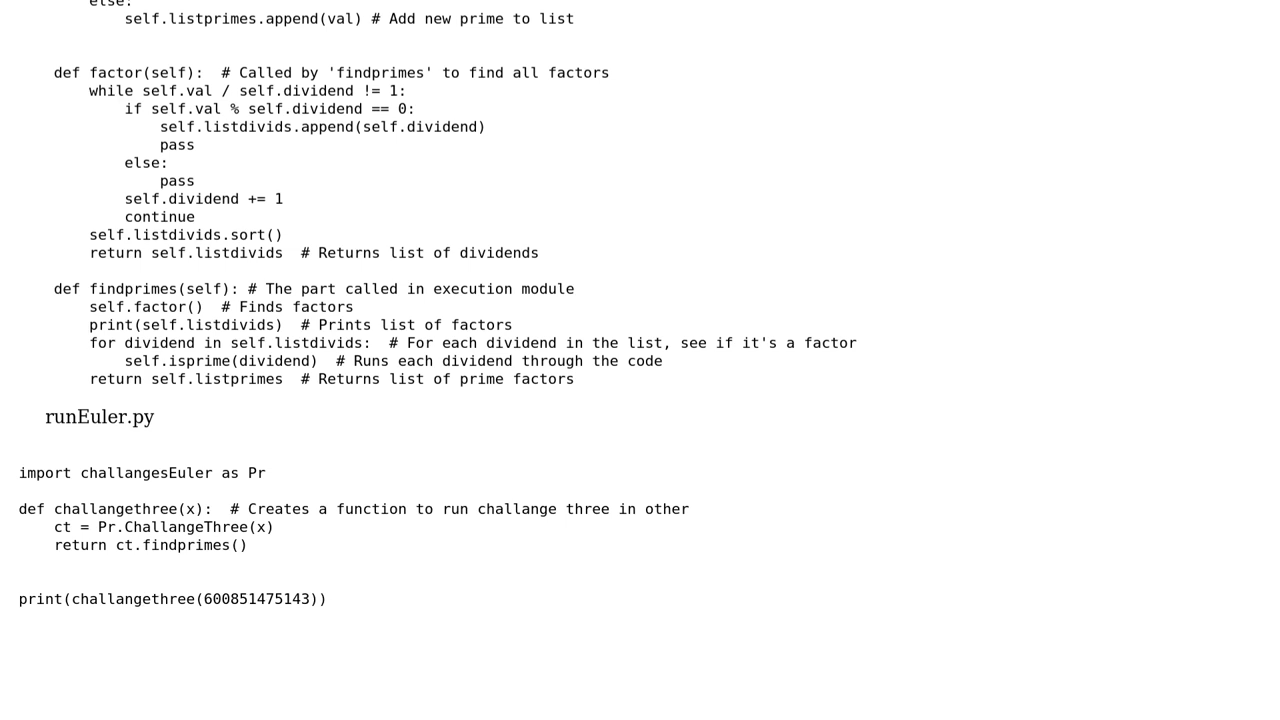 else:
self.listprimes.append(val) # Add new prime to list
def factor(self):  # Called by 'findprimes' to find all factors
while self.val / self.dividend != 1:
if self.val % self.dividend == 0:
self.listdivids.append(self.dividend)
pass
else:
pass
self.dividend += 1
continue
self.listdivids.sort()
return self.listdivids  # Returns list of dividends
def findprimes(self): # The part called in execution module
self.factor()  # Finds factors
print(self.listdivids)  # Prints list of factors
for dividend in self.listdivids:  # For each dividend in the list, see if it's a factor
self.isprime(dividend)  # Runs each dividend through the code
return self.listprimes  # Returns list of prime factors
runEuler.py
import challangesEuler as Pr
def challangethree(x):  # Creates a function to run challange three in other
ct = Pr.ChallangeThree(x)
return ct.findprimes()
print(challangethree(600851475143))